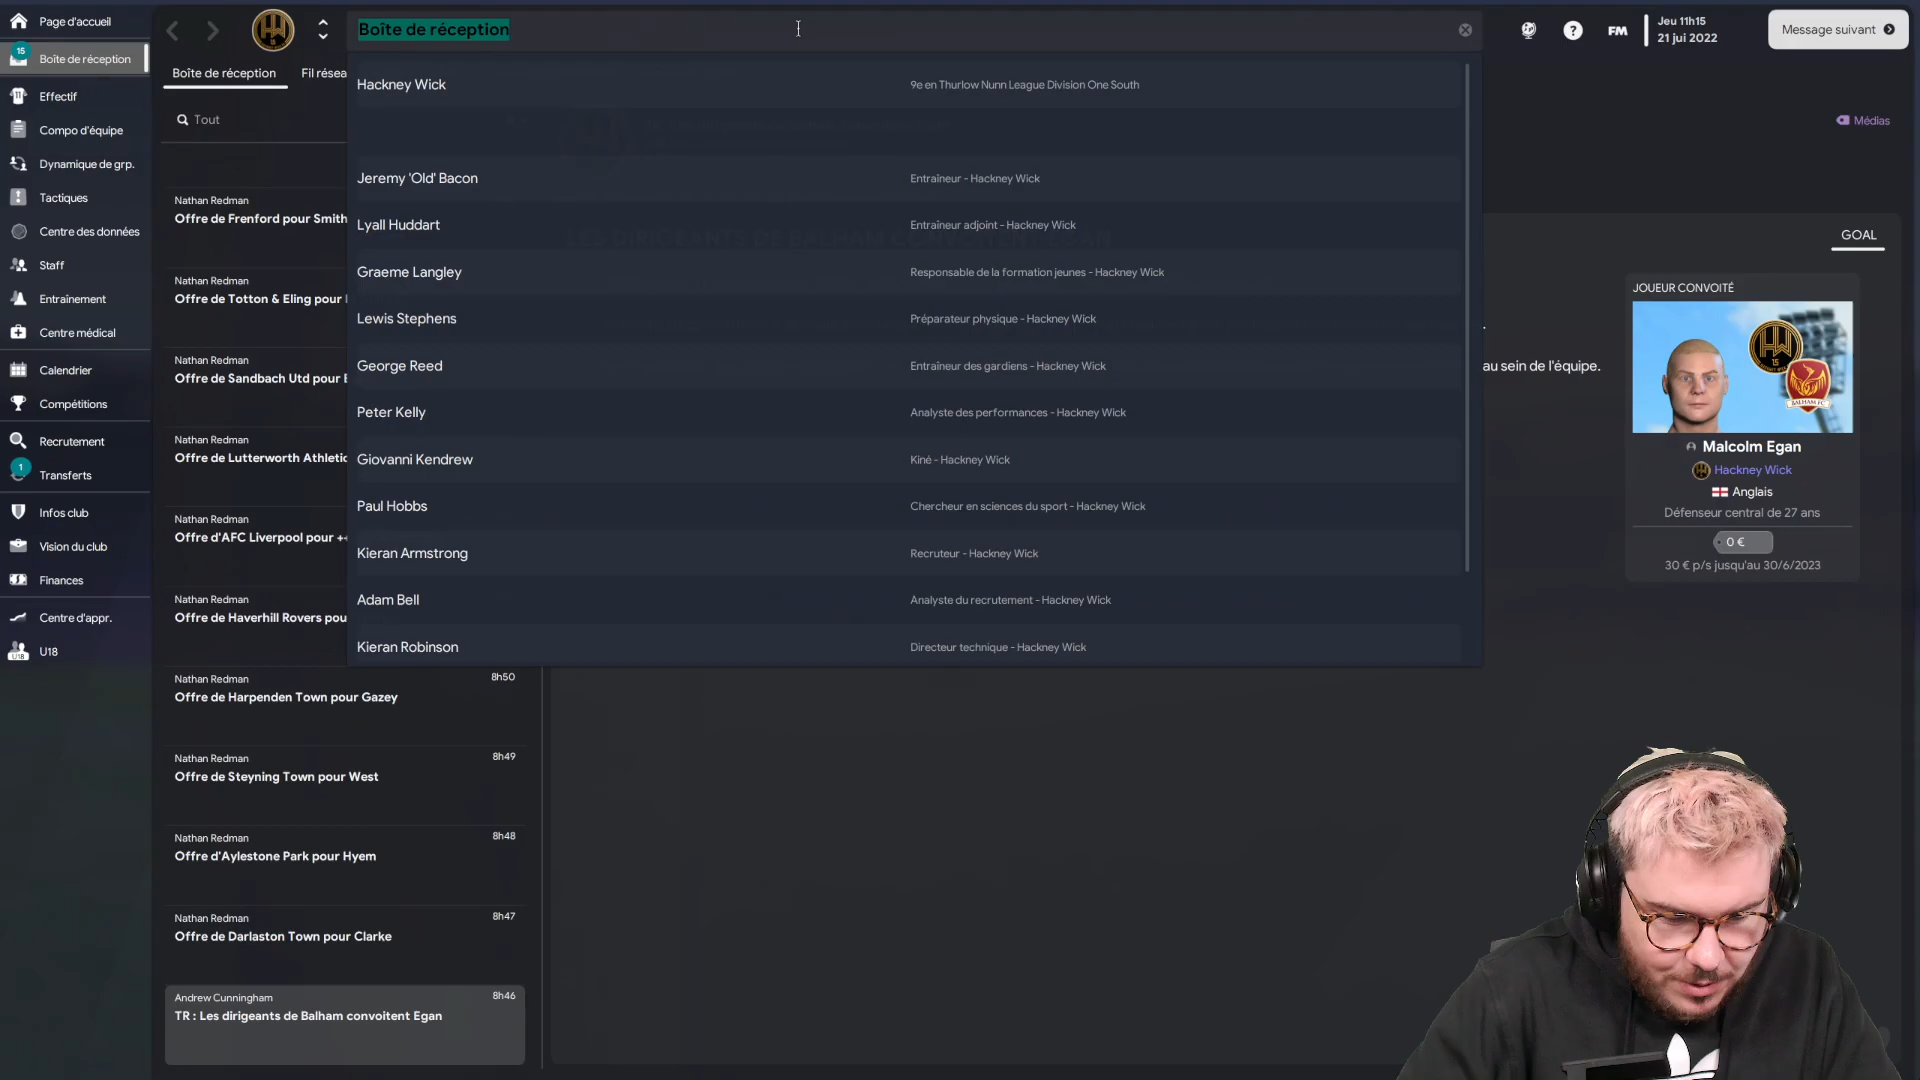 Page d'accueil
Boîte de réception
Jeu 11h15
21 jui 2022
Message suivant
FM
15
Boîte de réception
Boîte de réception
Fil résea
Hackney Wick
9e en Thurlow Nunn League Division One South
Effectif
Tout
Médias
Compo d'équipe
Dynamique de grp.
Jeremy 'Old' Bacon
Entraîneur - Hackney Wick
Tactiques
Nathan Redman
Offre de Frenford pour Smith
Lyall Huddart
Entraîneur adjoint - Hackney Wick
Centre des données
GOAL
Staff
Graeme Langley
Responsable de la formation jeunes - Hackney Wick
Nathan Redman
Offre de Totton & Eling pour
JOUEUR CONVOITÉ
Entraînement
Lewis Stephens
Préparateur physique - Hackney Wick
Centre médical
Nathan Redman
Offre de Sandbach Utd pour
George Reed
Entraîneur des gardiens - Hackney Wick
au sein de l'équipe.
Calendrier
Compétitions
Peter Kelly
Analyste des performances - Hackney Wick
BALHAM FC
Nathan Redman
Offre de Lutterworth Athletic
Recrutement
Giovanni Kendrew
Kiné - Hackney Wick
Malcolm Egan
Hackney Wick
1
Transferts
Anglais
Infos club
Paul Hobbs
Chercheur en sciences du sport - Hackney Wick
Défenseur central de 27 ans
Nathan Redman
Offre d'AFC Liverpool pour
Vision du club
Kieran Armstrong
Recruteur - Hackney Wick
0 €
30 € p/s jusqu'au 30/6/2023
Finances
Nathan Redman
Offre de Haverhill Rovers pou
Adam Bell
Analyste du recrutement - Hackney Wick
Centre d'appr.
U18
U18
Kieran Robinson
Directeur technique - Hackney Wick
Nathan Redman
8h50
Offre de Harpenden Town pour Gazey
Nathan Redman
8h49
Offre de Steyning Town pour West
Nathan Redman
8h48
Offre d'Aylestone Park pour Hyem
Nathan Redman
8h47
Offre de Darlaston Town pour Clarke
Andrew Cunningham
8h46
TR : Les dirigeants de Balham convoitent Egan